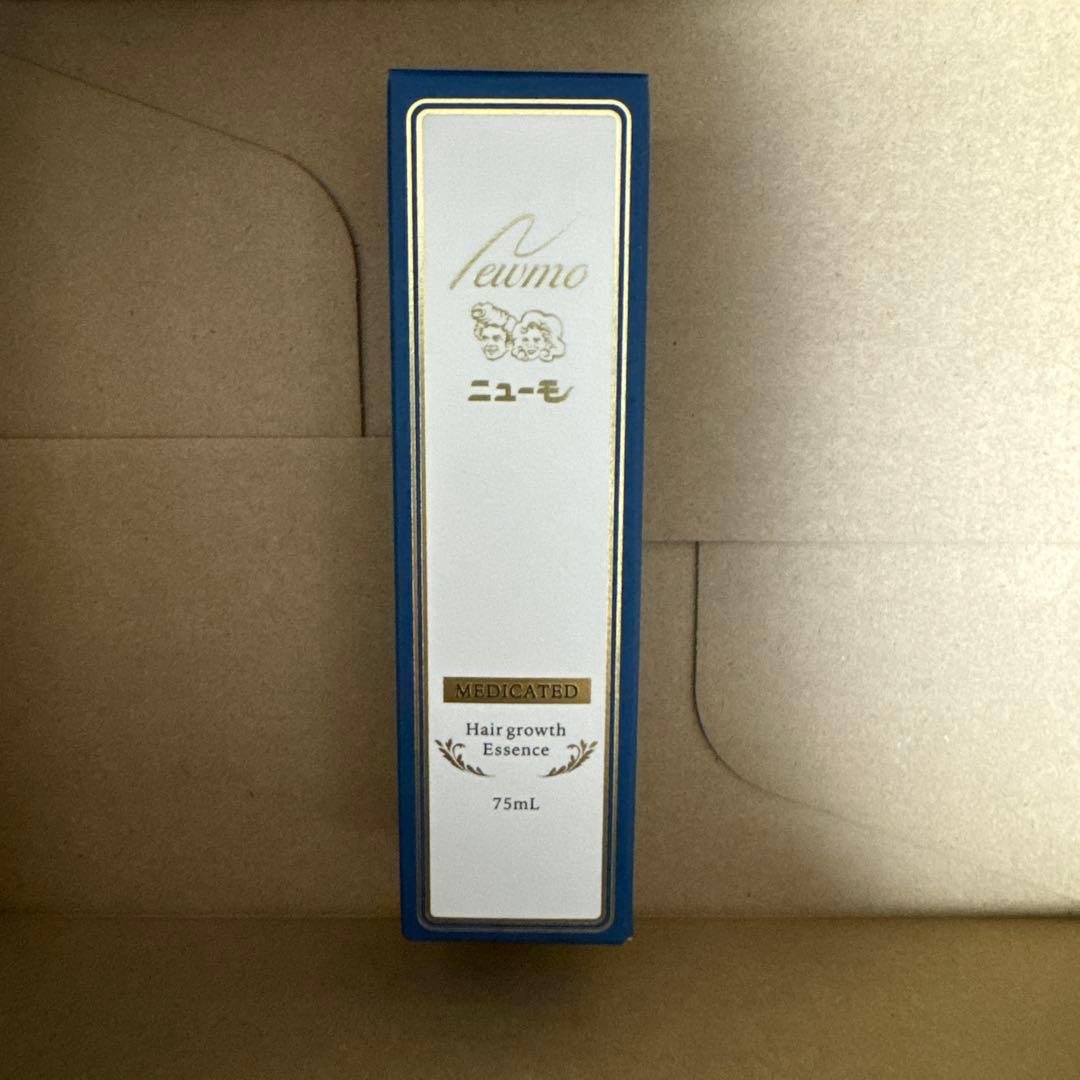 Newmo
ニューモ
MEDICATED
Hair growth
Essence
75mL